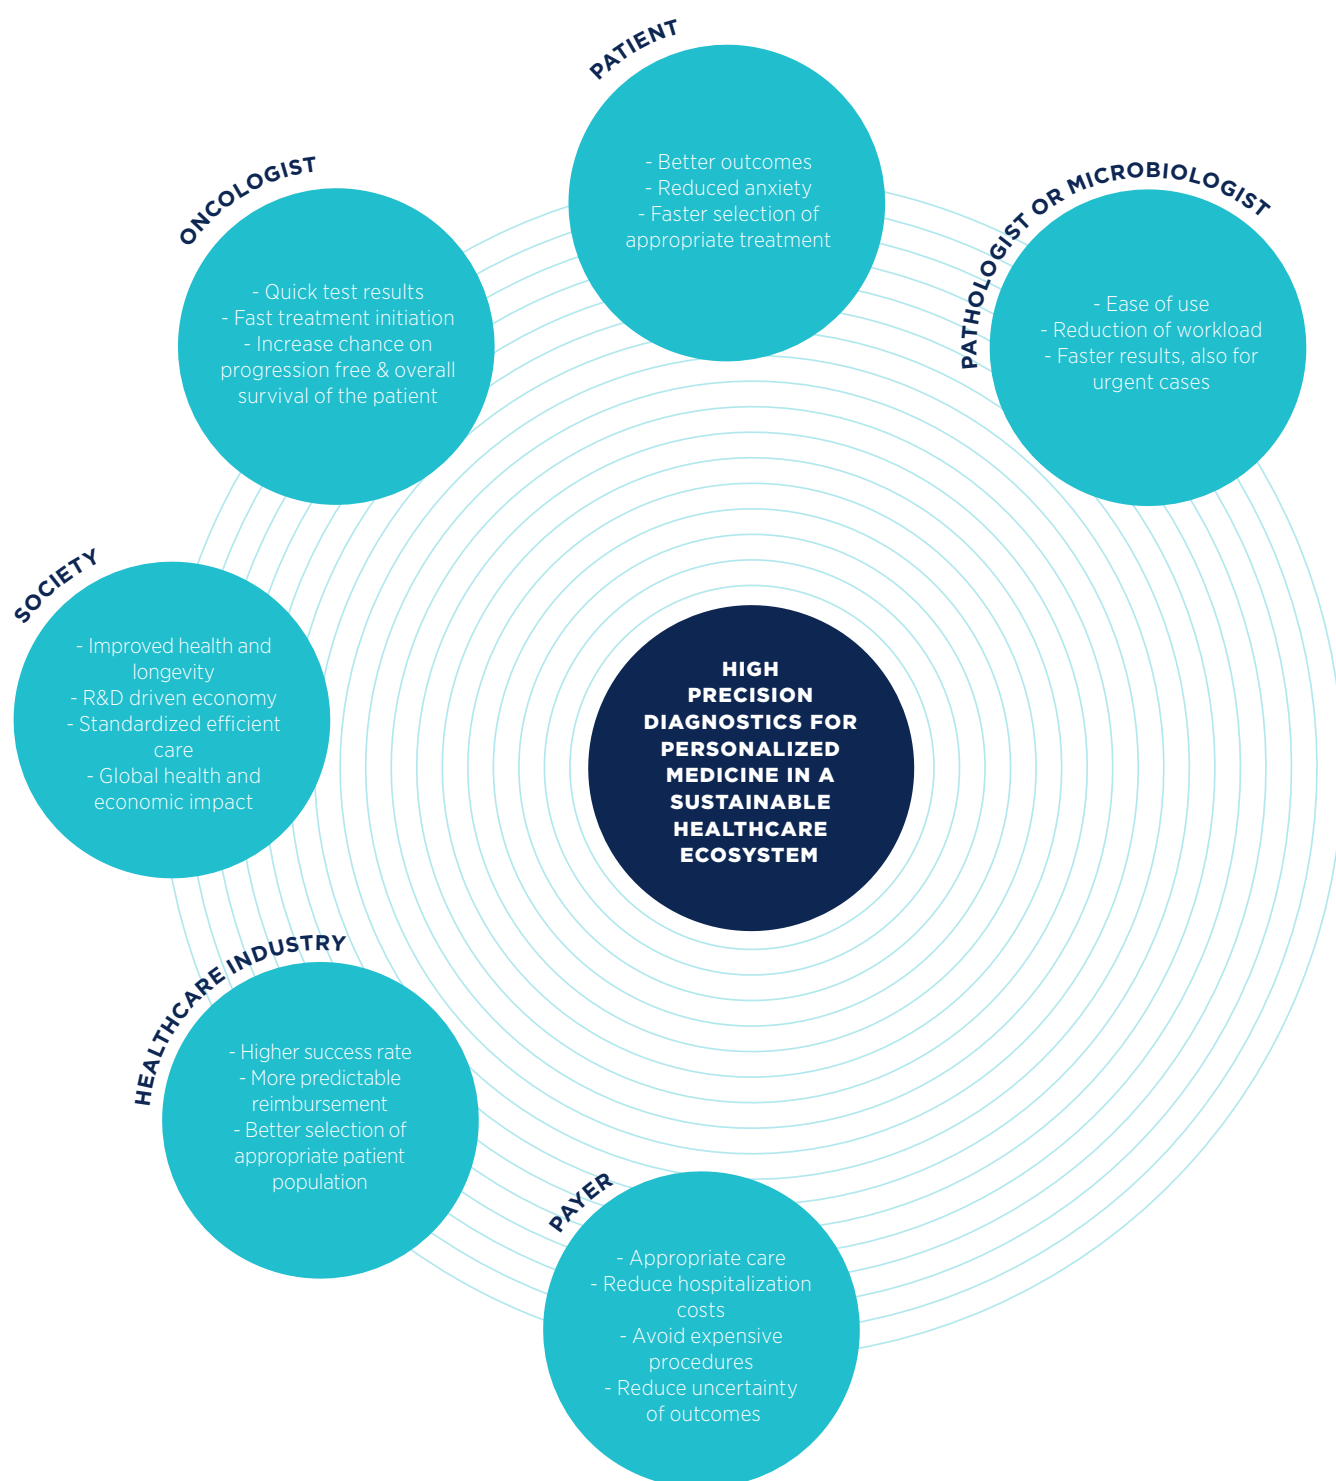 PATIENT
- Better outcomes
- Reduced anxiety
- Faster selection of
appropriate treatment
ONCOLOGIST
- Quick test results
- Fast treatment initiation
- Increase chance on
progression free & overall
survival of the patient
PATHOLOGIST OR MICROBIOLOGIST
- Ease of use
- Reduction of workload
- Faster results, also for
urgent cases
SOCIETY
- Improved health and
longevity
- R&D driven economy
- Standardized efficient
care
- Global health and
economic impact
HIGH
PRECISION
DIAGNOSTICS FOR
PERSONALIZED
MEDICINE IN A
SUSTAINABLE
HEALTHCARE
ECOSYSTEM
HEALTHCARE INDUSTRY
- Higher success rate
- More predictable
reimbursement
- Better selection of
appropriate patient
population
PAYER
- Appropriate care
- Reduce hospitalization
costs
- Avoid expensive
procedures
- Reduce uncertainty
of outcomes